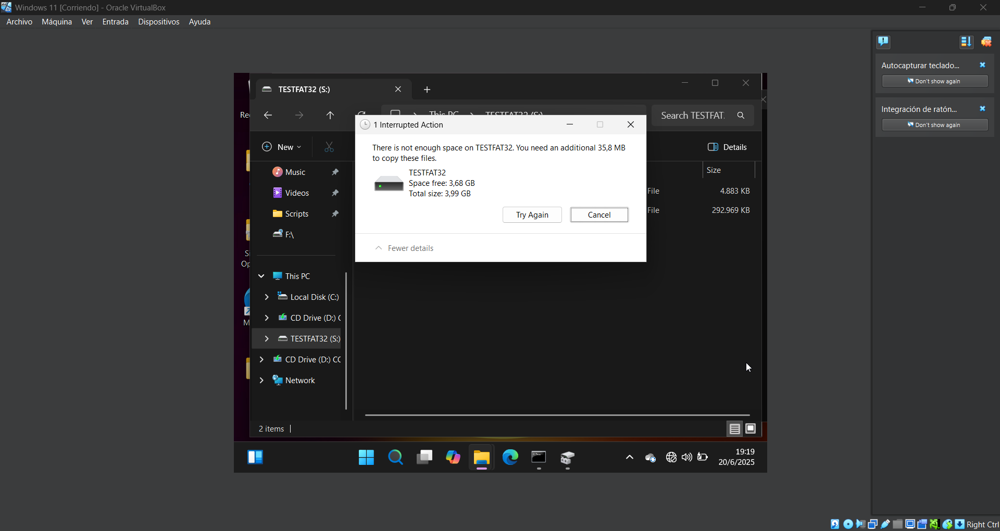 Windows 11 [Corriendo] - Oracle VirtualBox
Archivo Máquina Ver Entrada Dispositivos Ayuda
Autocapturar teclado...
Don't show again
Integración de ratón...
Don't show again
TESTFAT32 (S:)
This PC TESTFAT32 (S:)
Search TESTFAT
New
Details
1 Interrupted Action
There is not enough space on TESTFAT32. You need an additional 35,8 MB
to copy these files.
TESTFAT32
Space free: 3,68 GB
Total size: 3,99 GB
Try Again Cancel
Fewer details
Size
File 4.883 KB
File 292.969 KB
Music
Videos
Scripts
F:\
This PC
Local Disk (C:)
CD Drive (D:)
TESTFAT32 (S:)
CD Drive (D:)
Network
2 items
19:19
20/6/2025
Right Ctrl